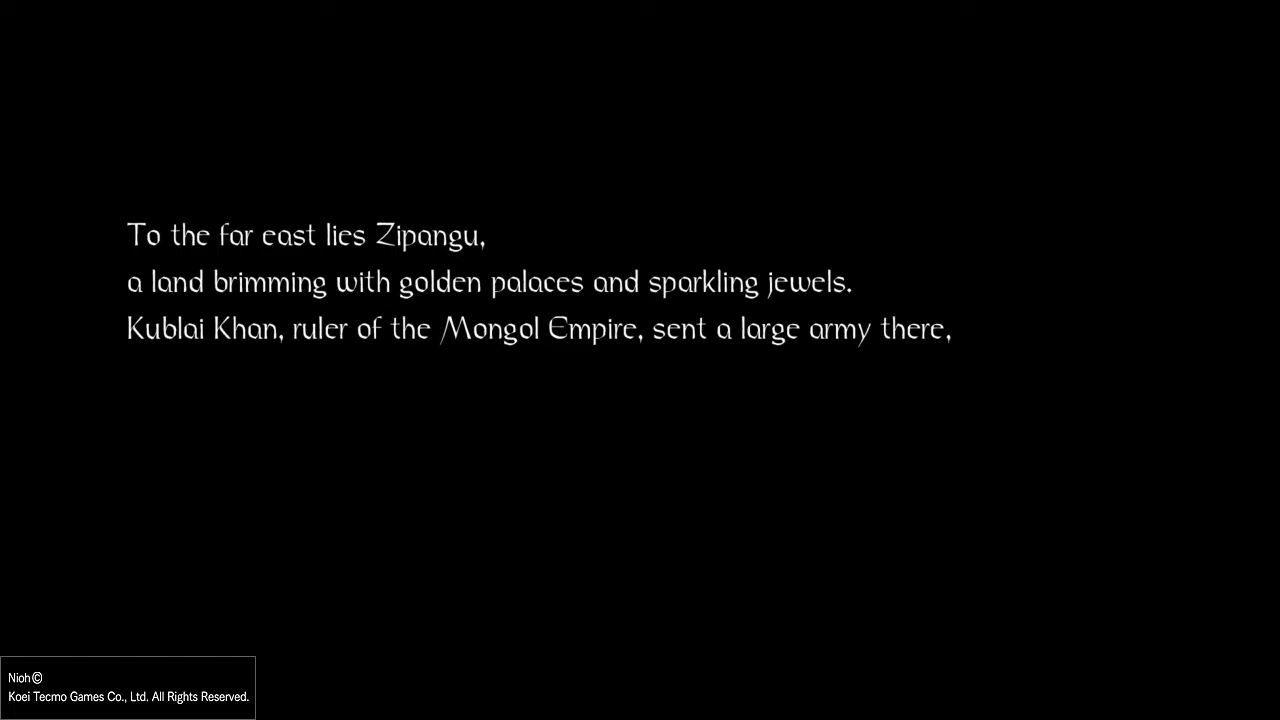 To the far east lies Zipangu,
a land brimming with golden palaces and sparkling jewels.
Kublai Khan, ruler of the Mongol Empire, sent a large army there,
Nioh©
Koei Tecmo Games Co., Ltd. All Rights Reserved.